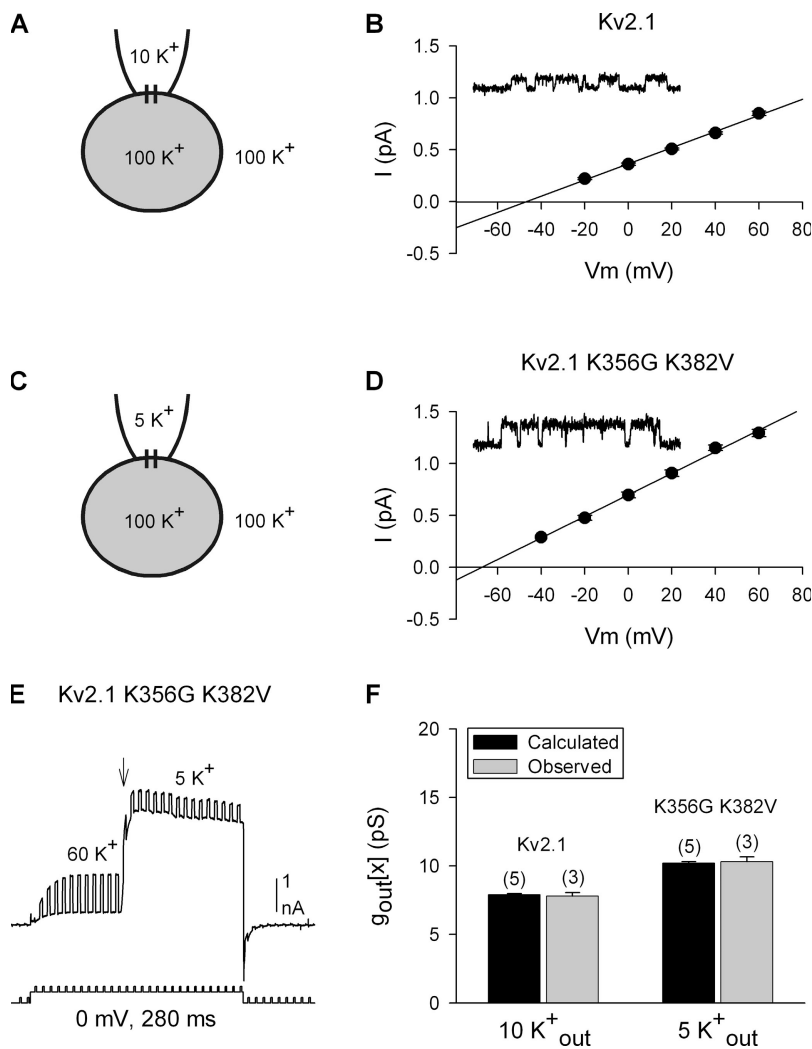 A
10 K⁺
100 K⁺ 100 K⁺
B
Kv2.1
I (pA)
1.5
1.0
0.5
0.0
-0.5
-60 -40 -20 0 20 40 60 80
Vm (mV)
C
5 K⁺
100 K⁺ 100 K⁺
D
Kv2.1 K356G K382V
I (pA)
1.5
1.0
0.5
0.0
-0.5
-60 -40 -20 0 20 40 60 80
Vm (mV)
E
Kv2.1 K356G K382V
5 K⁺
60 K⁺
1
nA
0 mV, 280 ms
F
gout[x] (pS)
20
15
10
5
0
Calculated
Observed
Kv2.1
(5) (3)
K356G K382V
(5) (3)
10 K⁺out 5 K⁺out